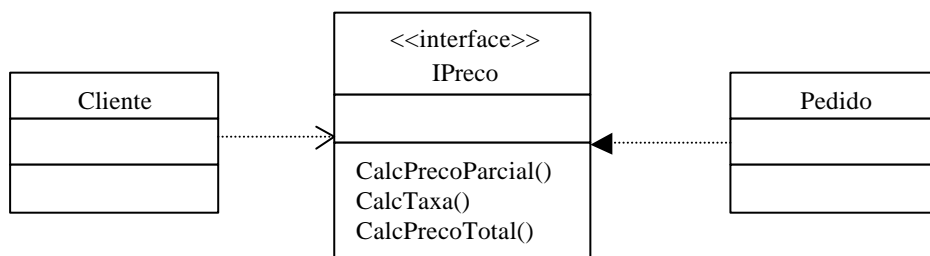 <<interface>>
IPreco
Cliente
Pedido
CalcPrecoParcial()
CalcTaxa()
CalcPrecoTotal()